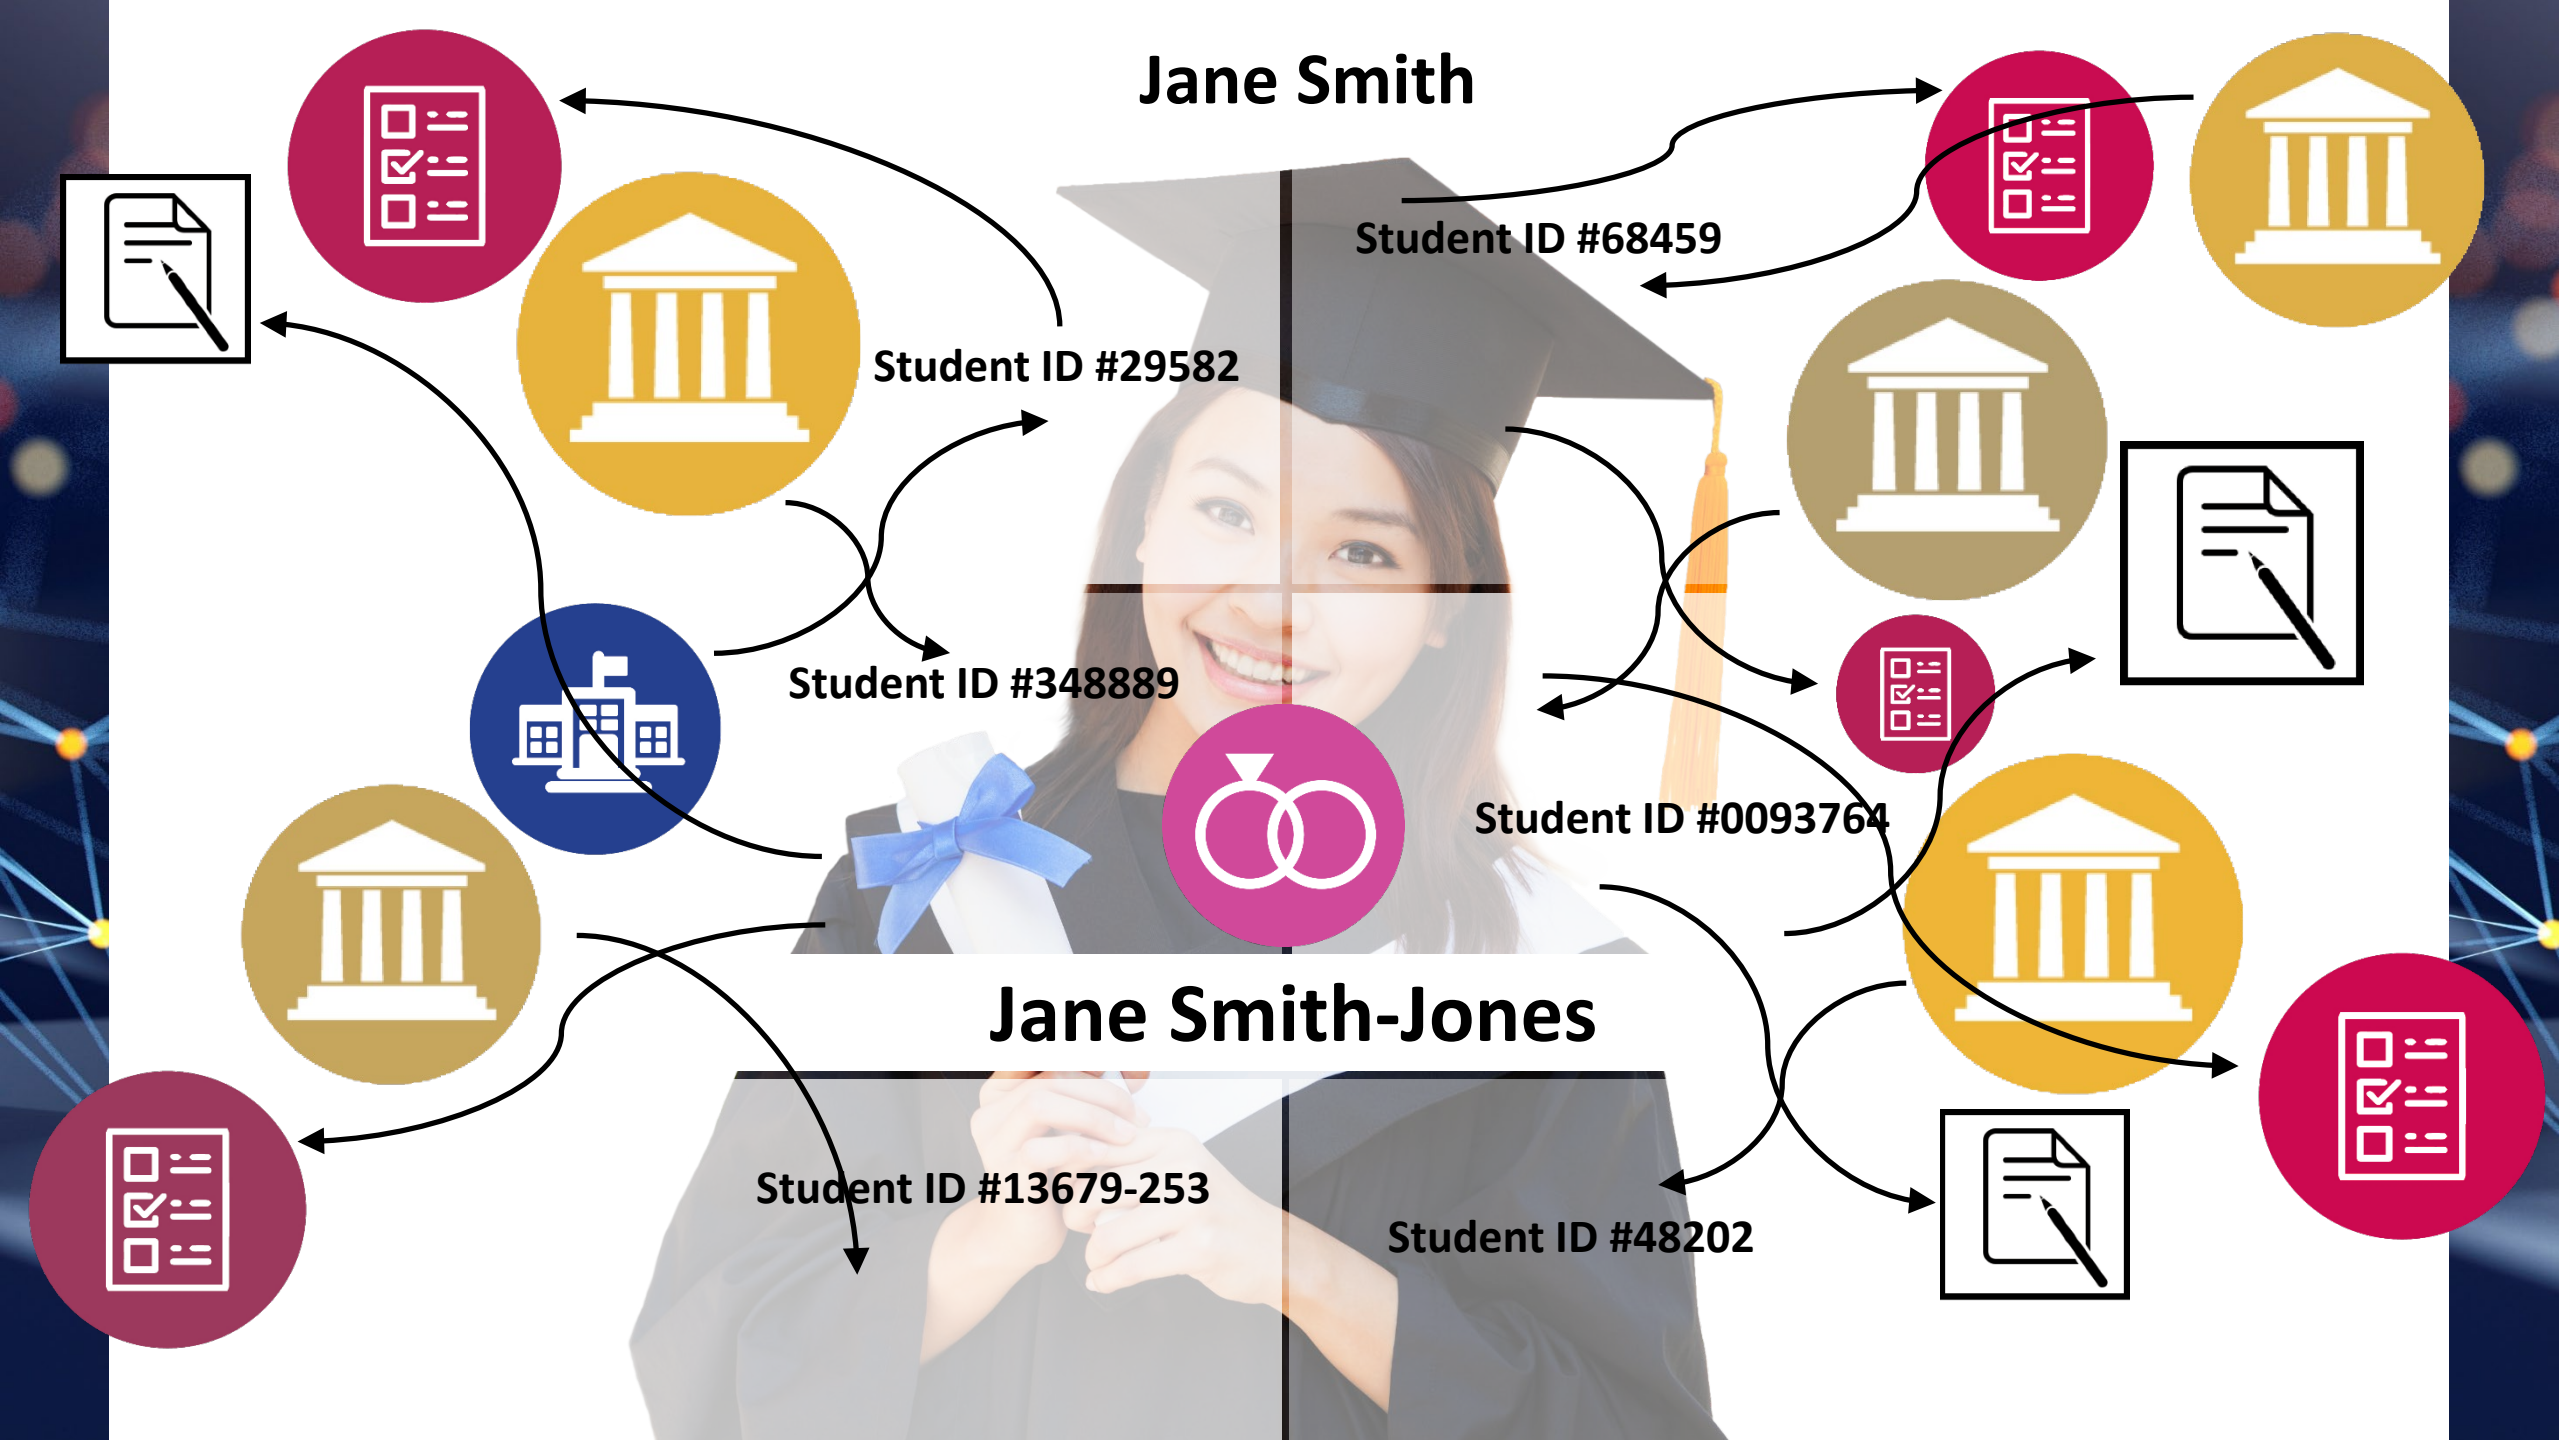 Jane Smith
Student ID #68459
Student ID #29582
Student ID #348889
Student ID #0093764
Jane Smith-Jones
Student ID #13679-253
Student ID #48202